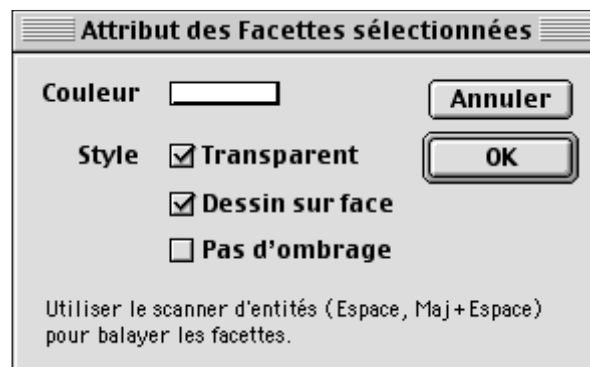 Attribut des Facettes sélectionnées
Couleur
Annuler
Style
Transparent
OK
Dessin sur face
Pas d'ombrage
Utiliser le scanner d'entités (Espace, Maj+Espace)
pour balayer les facettes.